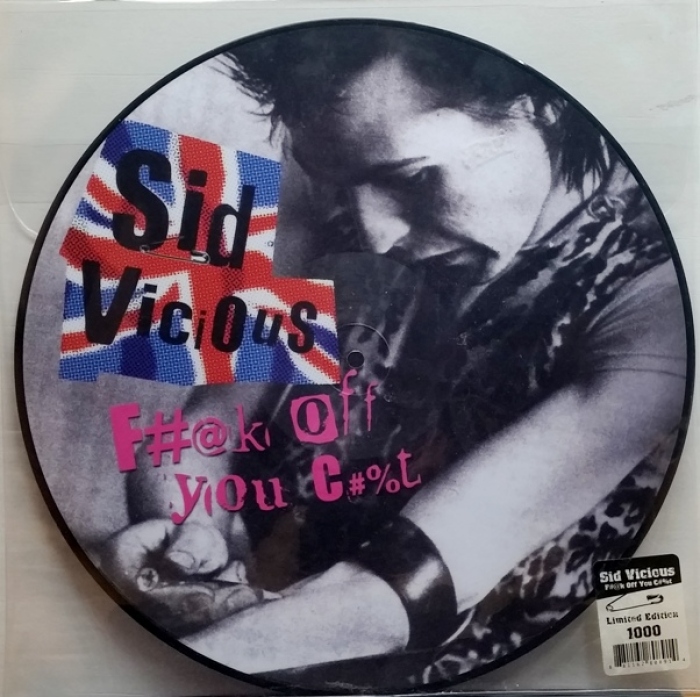 Sid
Vicious
F#@k Off
you C#%t
Sid Vicious
F#@k Off You C#%t
Limited Edition
1000